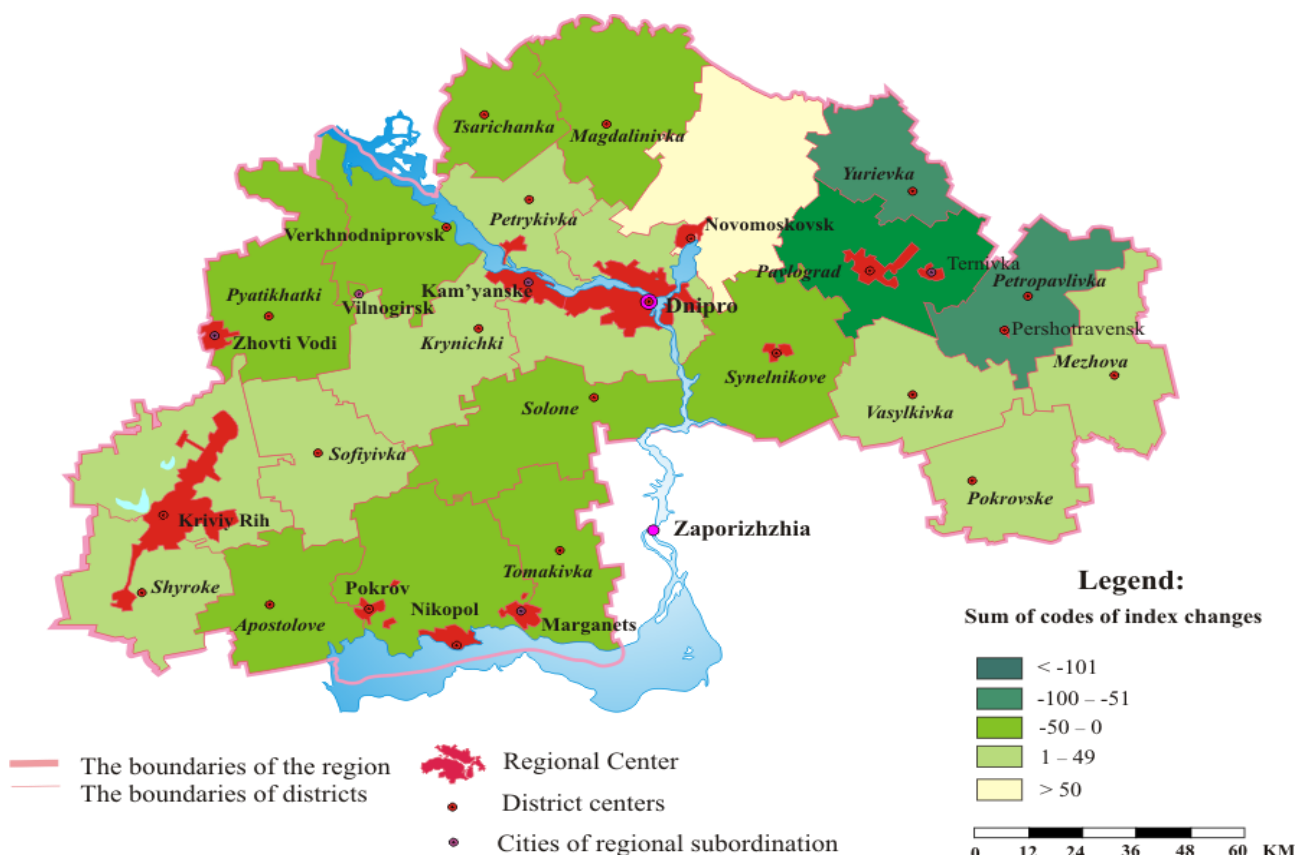 Tsarichanka
Magdalinivka
Yurievka
Petrykivka
Novomoskovsk
Verkhnodniprovsk
Pavlograd
Ternivka
Petropavlivka
Pyatikhatki
Kam’yanske
Vilnogirsk
Dnipro
Pershotravensk
Zhovti Vodi
Krynichki
Mezhova
Synelnikove
Solone
Vasylkivka
Sofiyivka
Pokrovske
Kriviy Rih
Zaporizhzhia
Tomakivka
Shyroke
Pokrov
Nikopol
Apostolove
Marganets
Legend:
Sum of codes of index changes
< -101
-100 – -51
-50 – 0
1 – 49
> 50
The boundaries of the region
The boundaries of districts
Regional Center
District centers
Cities of regional subordination
0 12 24 36 48 60 KM